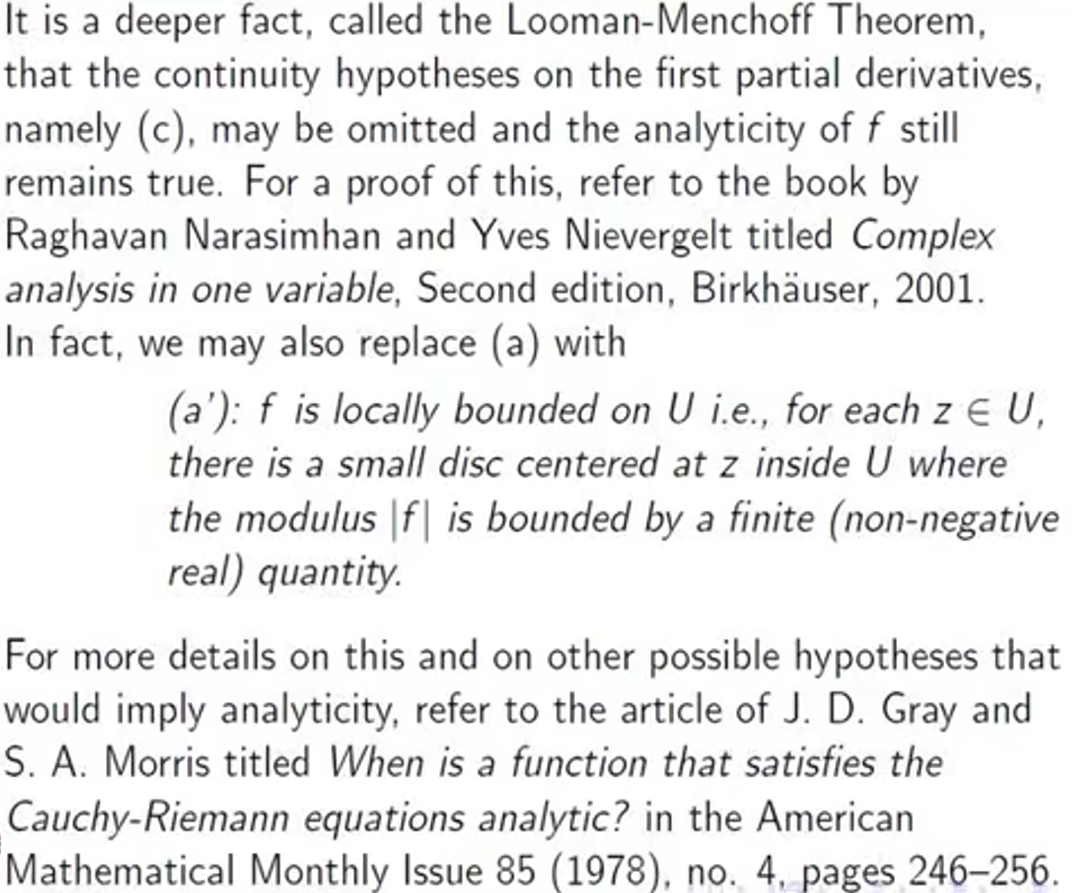 It is a deeper fact, called the Looman-Menchoff Theorem,
that the continuity hypotheses on the first partial derivatives,
namely (c), may be omitted and the analyticity of f still
remains true. For a proof of this, refer to the book by
Raghavan Narasimhan and Yves Nievergelt titled Complex
analysis in one variable, Second edition, Birkhäuser, 2001.
In fact, we may also replace (a) with
(a'): f is locally bounded on U i.e., for each z ∈ U,
there is a small disc centered at z inside U where
the modulus |f| is bounded by a finite (non-negative
real) quantity.
For more details on this and on other possible hypotheses that
would imply analyticity, refer to the article of J. D. Gray and
S. A. Morris titled When is a function that satisfies the
Cauchy-Riemann equations analytic? in the American
Mathematical Monthly Issue 85 (1978), no. 4, pages 246–256.